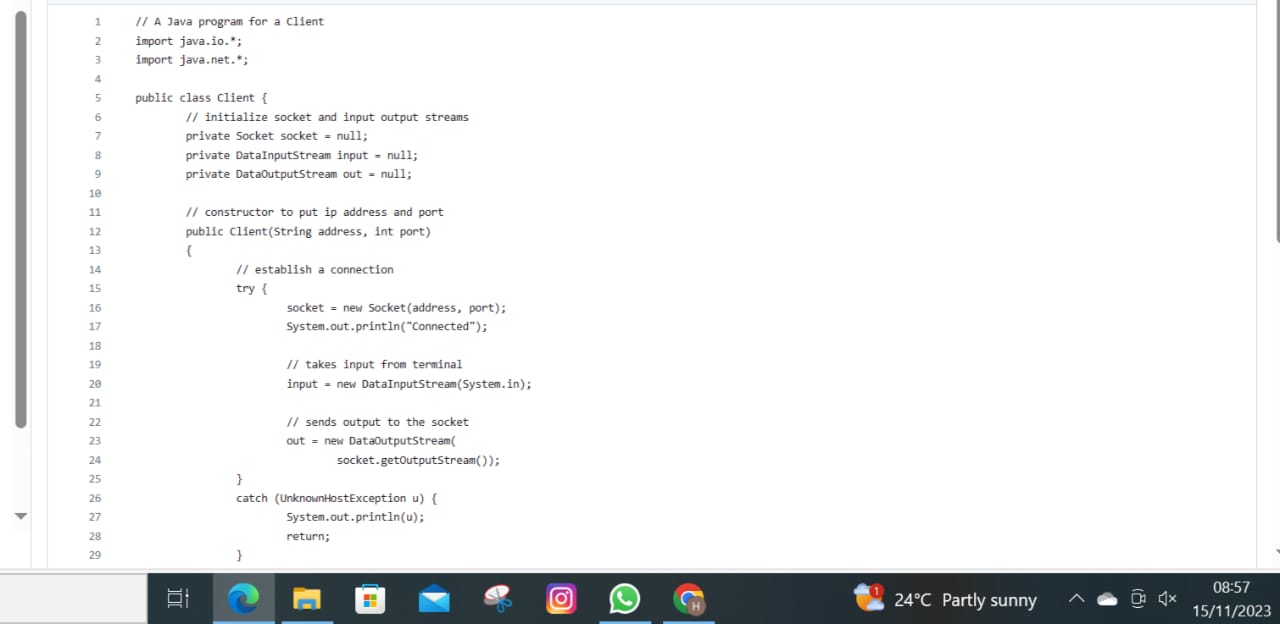 1 // A Java program for a Client
2 import java.io.*;
3 import java.net.*;
4
5 public class Client {
6 // initialize socket and input output streams
7 private Socket socket = null;
8 private DataInputStream input = null;
9 private DataOutputStream out = null;
10
11 // constructor to put ip address and port
12 public Client(String address, int port)
13 {
14 // establish a connection
15 try {
16 socket = new Socket(address, port);
17 System.out.println("Connected");
18
19 // takes input from terminal
20 input = new DataInputStream(System.in);
21
22 // sends output to the socket
23 out = new DataOutputStream(
24 socket.getOutputStream());
25 }
26 catch (UnknownHostException u) {
27 System.out.println(u);
28 return;
29 }
H
1
24°C Partly sunny
08:57
15/11/2023